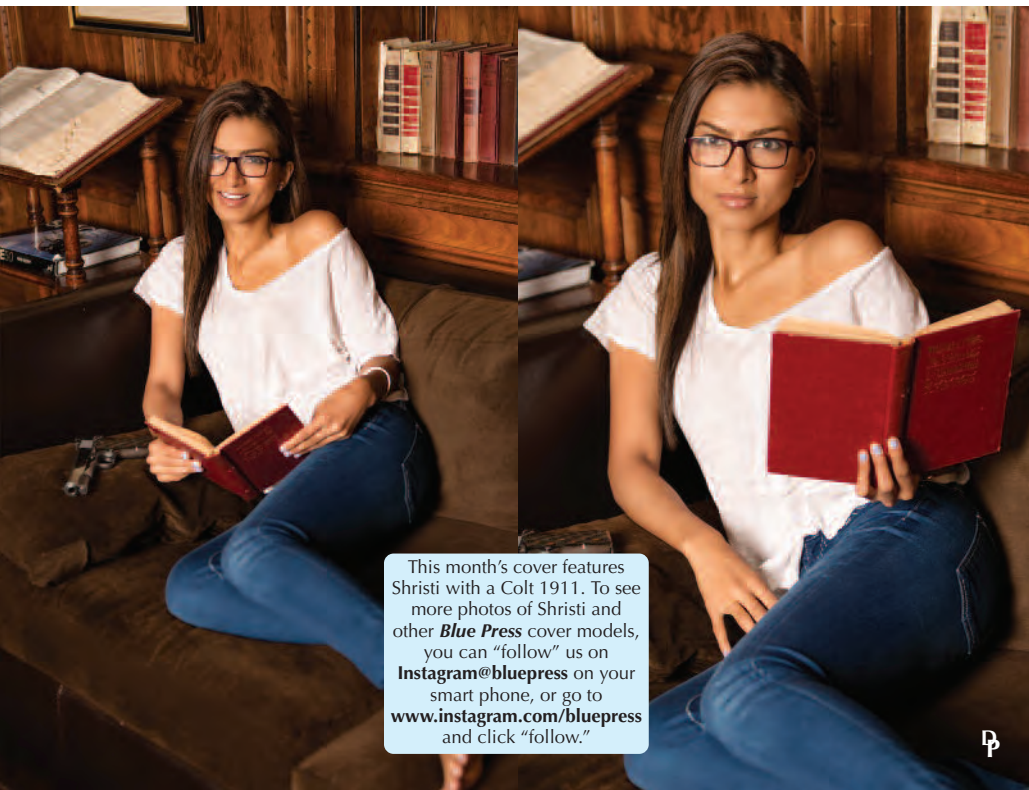 This month’s cover features
Shristi with a Colt 1911. To see
more photos of Shristi and
other Blue Press cover models,
you can “follow” us on
Instagram@bluepress on your
smart phone, or go to
www.instagram.com/bluepress
and click “follow.”
DP